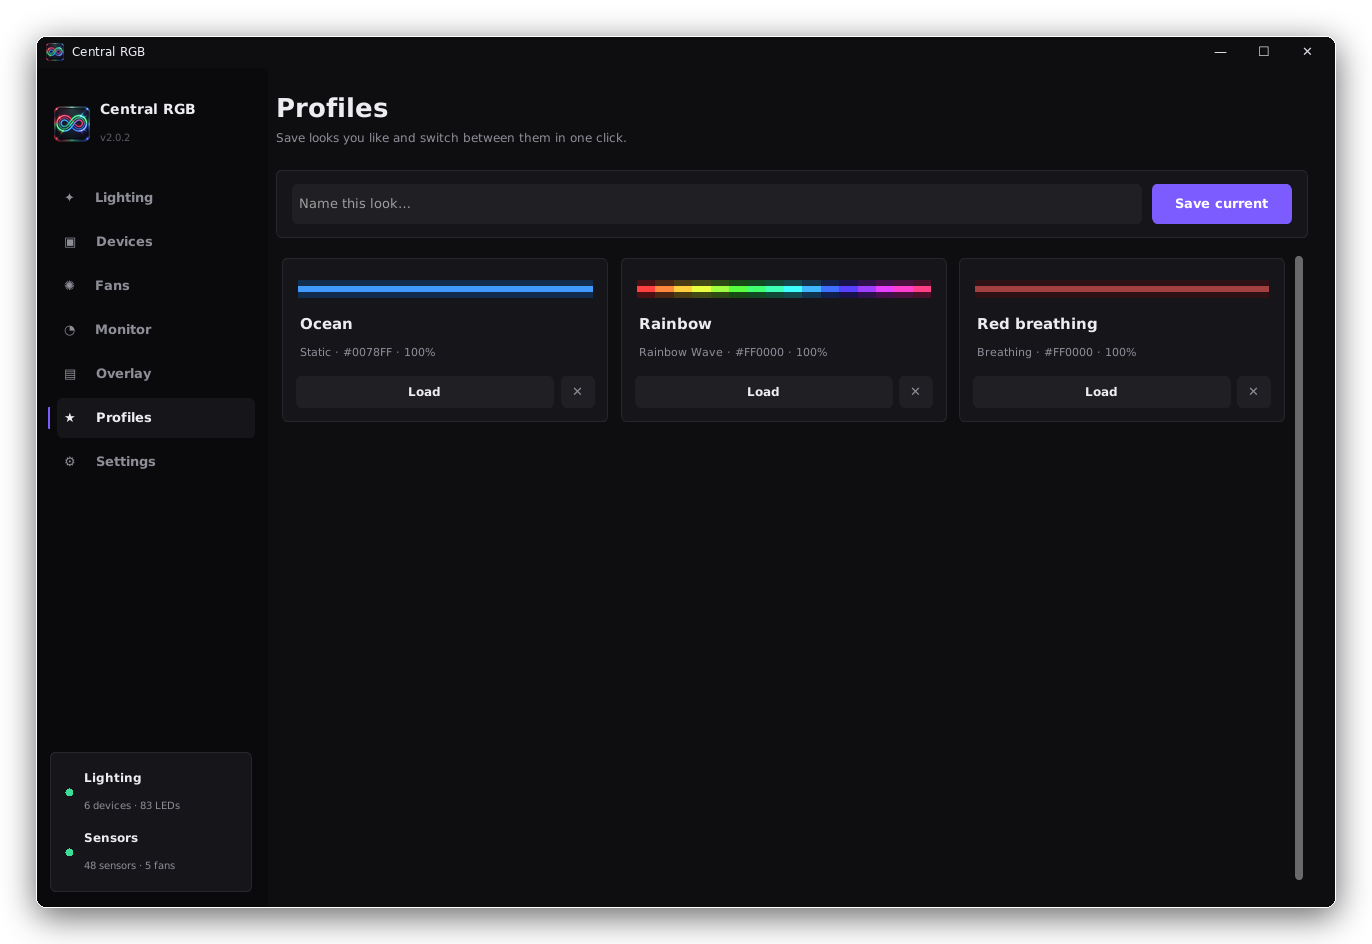 Central RGB
Central RGB
v2.0.2
Lighting
Devices
Fans
Monitor
Overlay
Profiles
Settings
Lighting
6 devices · 83 LEDs
Sensors
48 sensors · 5 fans
Profiles
Save looks you like and switch between them in one click.
Name this look...
Save current
Ocean
Static · #0078FF · 100%
Load
Rainbow
Rainbow Wave · #FF0000 · 100%
Load
Red breathing
Breathing · #FF0000 · 100%
Load